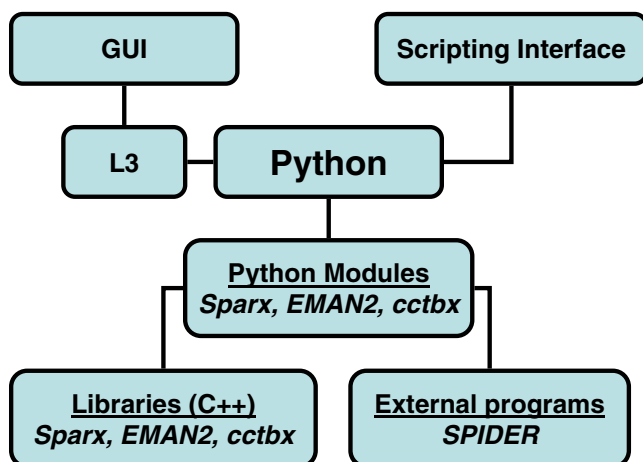 GUI
Scripting Interface
L3
Python
Python Modules
Sparx, EMAN2, cctbx
Libraries (C++)
Sparx, EMAN2, cctbx
External programs
SPIDER